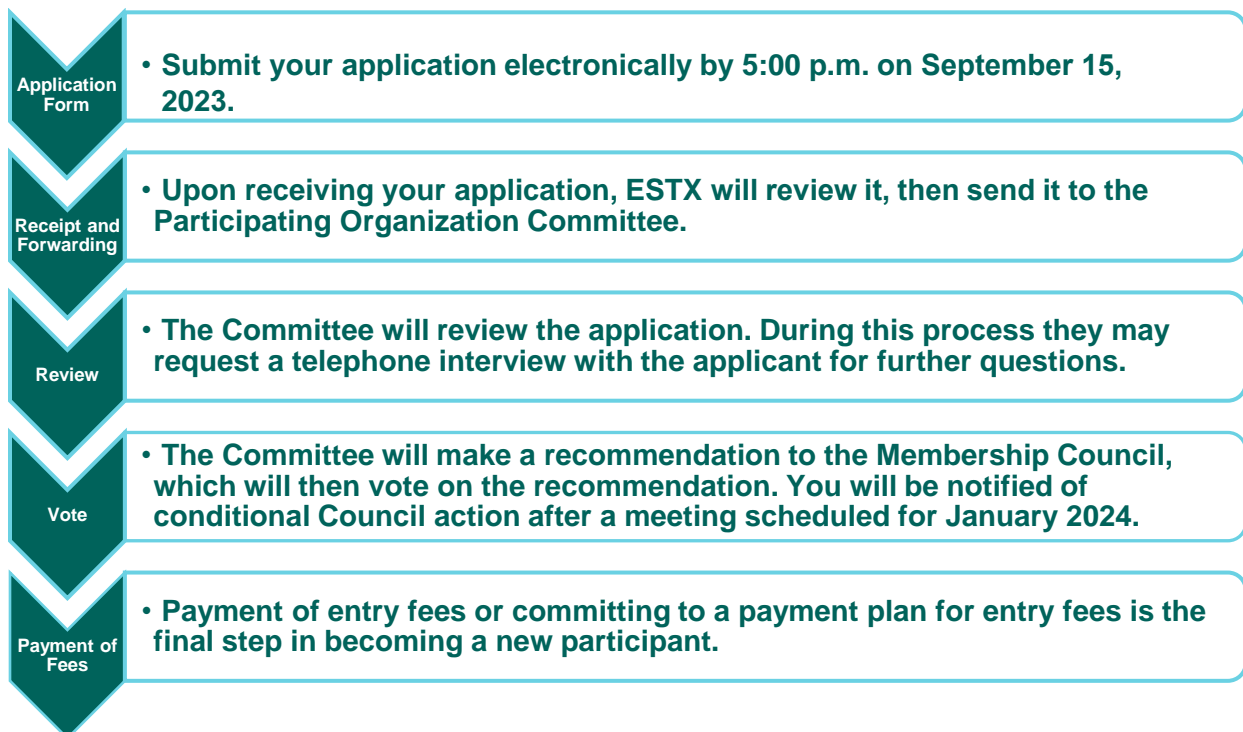 Application
Form
• Submit your application electronically by 5:00 p.m. on September 15,
2023.
Receipt and
Forwarding
• Upon receiving your application, ESTX will review it, then send it to the
Participating Organization Committee.
Review
• The Committee will review the application. During this process they may
request a telephone interview with the applicant for further questions.
Vote
• The Committee will make a recommendation to the Membership Council,
which will then vote on the recommendation. You will be notified of
conditional Council action after a meeting scheduled for January 2024.
Payment of
Fees
• Payment of entry fees or committing to a payment plan for entry fees is the
final step in becoming a new participant.